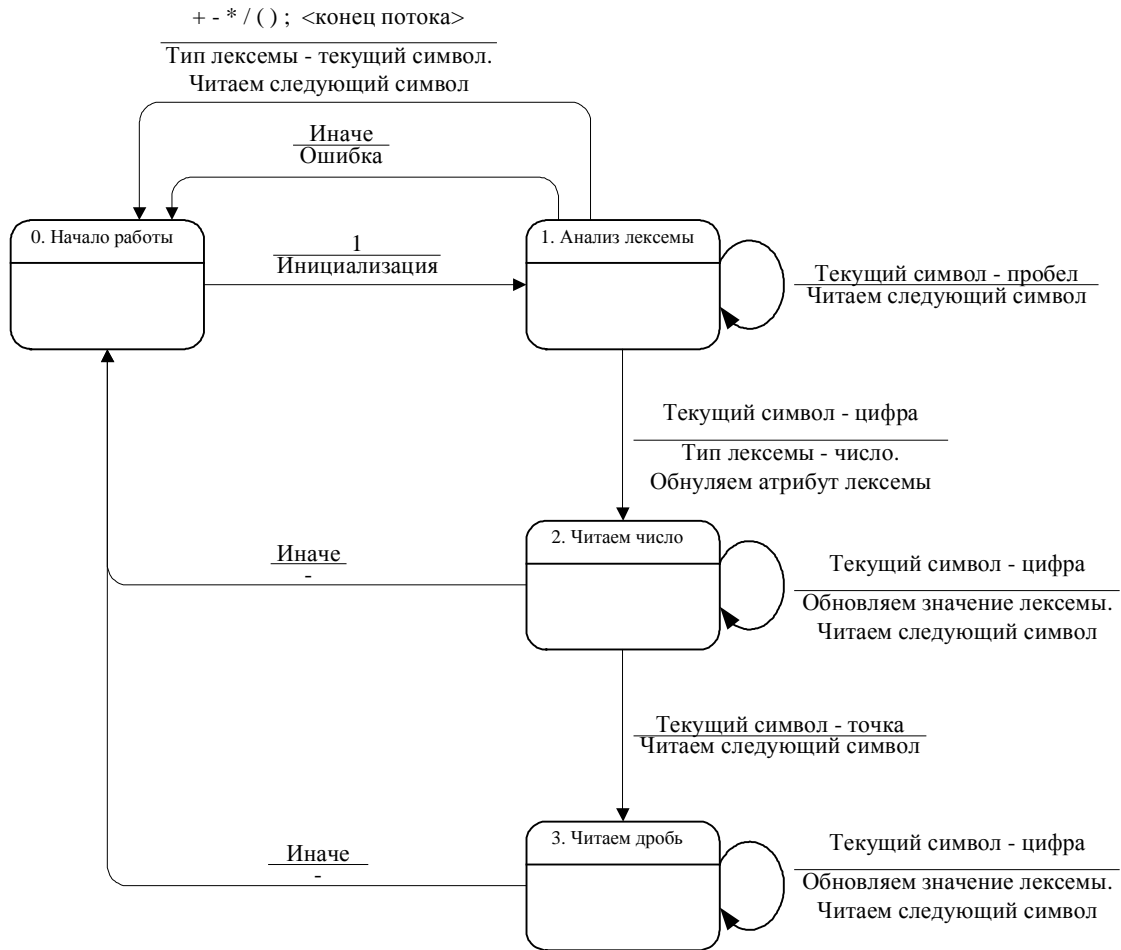 + - * / ( ) ; <конец потока>
Тип лексемы - текущий символ.
Читаем следующий символ
Иначе
Ошибка
0. Начало работы
1
Инициализация
1. Анализ лексемы
Текущий символ - пробел
Читаем следующий символ
Текущий символ - цифра
Тип лексемы - число.
Обнуляем атрибут лексемы
Иначе
-
2. Читаем число
Текущий символ - цифра
Обновляем значение лексемы.
Читаем следующий символ
Текущий символ - точка
Читаем следующий символ
Иначе
-
3. Читаем дробь
Текущий символ - цифра
Обновляем значение лексемы.
Читаем следующий символ